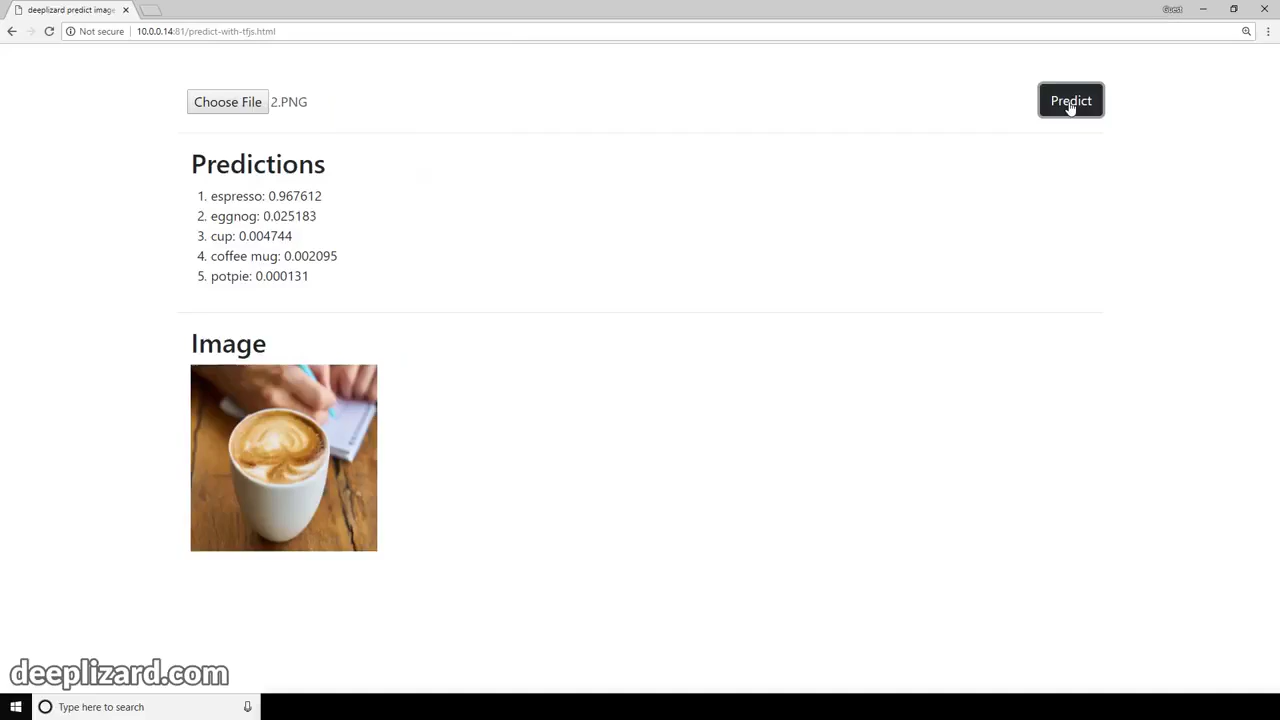 deeplizard predict image
Guest
Not secure
10.0.0.14:81/predict-with-tfjs.html
Choose File 2.PNG
Predict
Predictions
1. espresso: 0.967612
2. eggnog: 0.025183
3. cup: 0.004744
4. coffee mug: 0.002095
5. potpie: 0.000131
Image
deeplizard.com
Type here to search